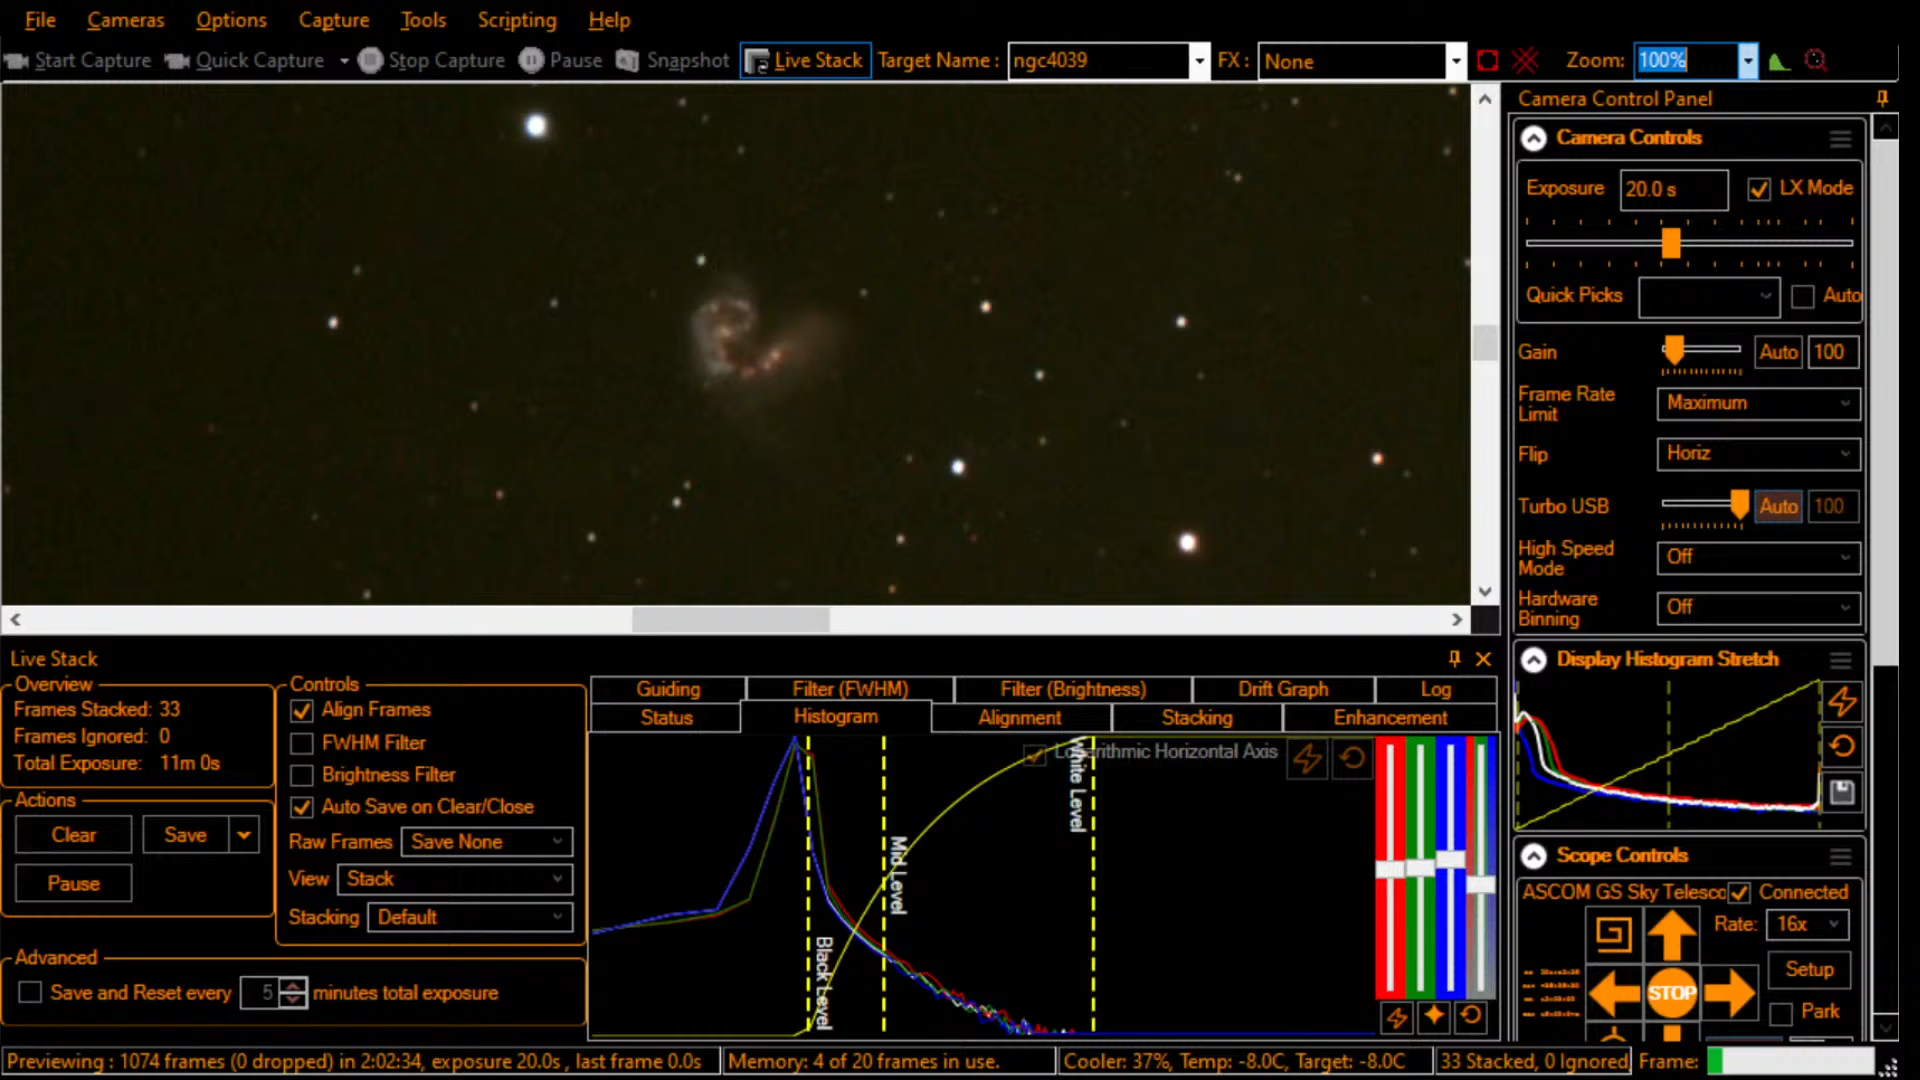 File Cameras Options Capture Tools Scripting Help
Start Capture Quick Capture Stop Capture Pause Snapshot Live Stack Target Name : ngc4039 FX : None Zoom: 100%
Camera Control Panel
Camera Controls
Exposure 20.0 s LX Mode
Quick Picks Auto
Gain Auto 100
Frame Rate Limit Maximum
Flip Horiz
Turbo USB Auto 100
High Speed Mode Off
Hardware Binning Off
Display Histogram Stretch
Scope Controls
ASCOM GS Sky Telesco Connected
Rate: 16x
Setup
STOP
Park
Live Stack
Overview
Frames Stacked: 33
Frames Ignored: 0
Total Exposure: 11m 0s
Actions
Clear Save
Pause
Controls
Align Frames
FWHM Filter
Brightness Filter
Auto Save on Clear/Close
Raw Frames Save None
View Stack
Stacking Default
Advanced
Save and Reset every 5 minutes total exposure
Guiding Filter (FWHM) Filter (Brightness) Drift Graph Log
Status Histogram Alignment Stacking Enhancement
Logarithmic Horizontal Axis
Black Level
Mid Level
White Level
Previewing : 1074 frames (0 dropped) in 2:02:34, exposure 20.0s , last frame 0.0s Memory: 4 of 20 frames in use. Cooler: 37%, Temp: -8.0C, Target: -8.0C 33 Stacked, 0 Ignored, Frame: